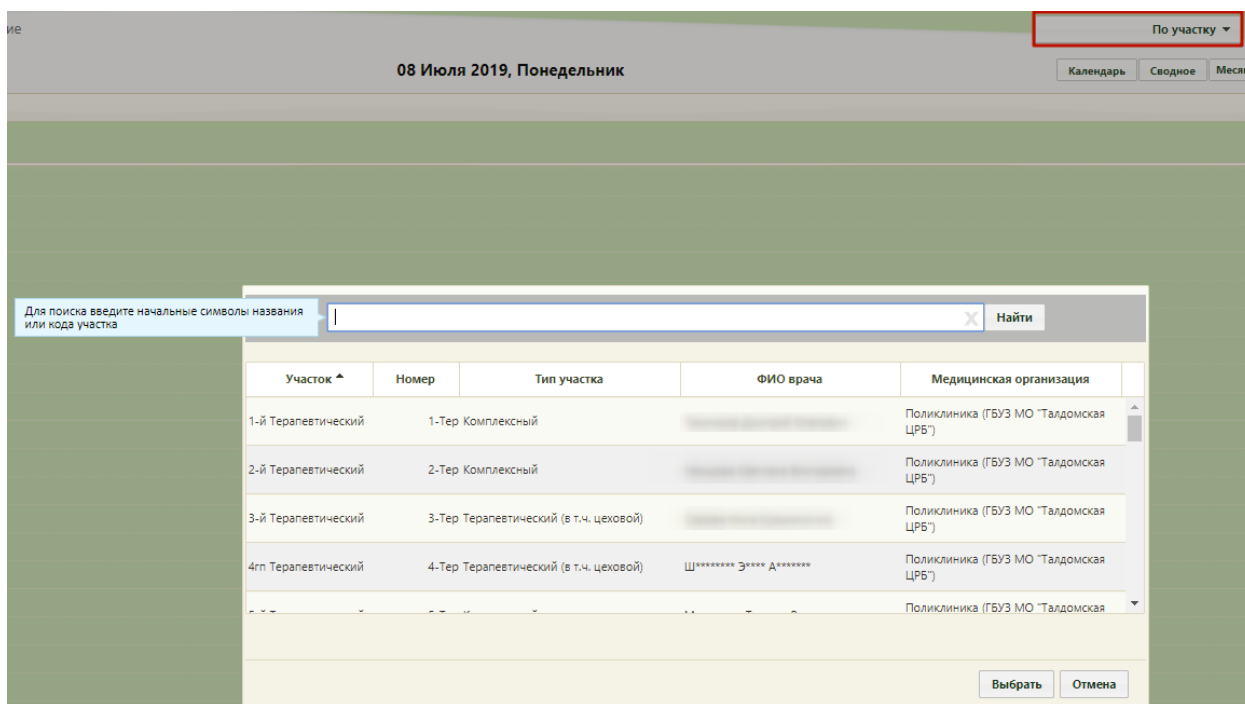 ие
По участку
08 Июля 2019, Понедельник
Календарь Сводное Меся
Для поиска введите начальные символы названия
или кода участка
X Найти
Участок Номер Тип участка ФИО врача Медицинская организация
1-й Терапевтический 1-Тер Комплексный Поликлиника (ГБУЗ МО "Талдомская
ЦРБ")
2-й Терапевтический 2-Тер Комплексный Поликлиника (ГБУЗ МО "Талдомская
ЦРБ")
3-й Терапевтический 3-Тер Терапевтический (в т.ч. цеховой) Поликлиника (ГБУЗ МО "Талдомская
ЦРБ")
4гп Терапевтический 4-Тер Терапевтический (в т.ч. цеховой) Ш******** Э**** А******* Поликлиника (ГБУЗ МО "Талдомская
ЦРБ")
Поликлиника (ГБУЗ МО "Талдомская
Выбрать Отмена